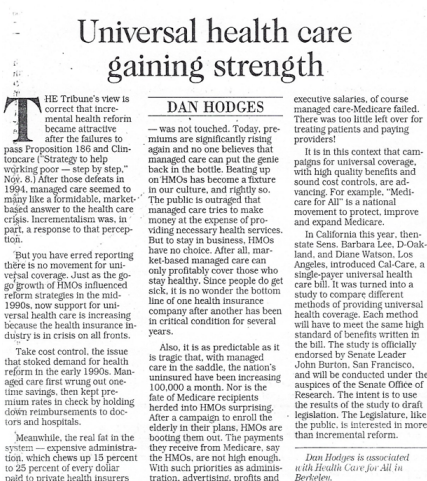 Universal health care
gaining strength
THE Tribune's view is
correct that incre-
mental health reform
became attractive
after the failures to
pass Proposition 186 and Clin-
toncare ("Strategy to help
working poor — step by step,"
Nov. 8.) After those defeats in
1994, managed care seemed to
many like a formidable, market-
based answer to the health care
crisis. Incrementalism was, in
part, a response to that percep-
tion.
But you have erred reporting
there is no movement for uni-
versal coverage. Just as the go-
go growth of HMOs influenced
reform strategies in the mid-
1990s, now support for uni-
versal health care is increasing
because the health insurance in-
dustry is in crisis on all fronts.
Take cost control, the issue
that stoked demand for health
reform in the early 1990s. Man-
aged care first wrung out one-
time savings, then kept pre-
mium rates in check by holding
down reimbursements to doc-
tors and hospitals.
Meanwhile, the real fat in the
system — expensive administra-
tion, which chews up 15 percent
to 25 percent of every dollar
paid to private health insurers
DAN HODGES
— was not touched. Today, pre-
miums are significantly rising
again and no one believes that
managed care can put the genie
back in the bottle. Beating up
on HMOs has become a fixture
in our culture, and rightly so.
The public is outraged that
managed care tries to make
money at the expense of pro-
viding necessary health services.
But to stay in business, HMOs
have no choice. After all, mar-
ket-based managed care can
only profitably cover those who
stay healthy. Since people do get
sick, it is no wonder the bottom
line of one health insurance
company after another has been
in critical condition for several
years.
Also, it is as predictable as it
is tragic that, with managed
care in the saddle, the nation's
uninsured have been increasing
100,000 a month. Nor is the
fate of Medicare recipients
herded into HMOs surprising.
After a campaign to enroll the
elderly in their plans, HMOs are
booting them out. The payments
they receive from Medicare, say
the HMOs, are not high enough.
With such priorities as adminis-
tration, advertising, profits and
executive salaries, of course
managed care-Medicare failed.
There was too little left over for
treating patients and paying
providers!
It is in this context that cam-
paigns for universal coverage,
with high quality benefits and
sound cost controls, are ad-
vancing. For example, "Medi-
care for All" is a national
movement to protect, improve
and expand Medicare.
In California this year, then-
state Sens. Barbara Lee, D-Oak-
land, and Diane Watson, Los
Angeles, introduced Cal-Care, a
single-payer universal health
care bill. It was turned into a
study to compare different
methods of providing universal
health coverage. Each method
will have to meet the same high
standard of benefits written in
the bill. The study is officially
endorsed by Senate Leader
John Burton, San Francisco,
and will be conducted under the
auspices of the Senate Office of
Research. The intent is to use
the results of the study to draft
legislation. The Legislature, like
the public, is interested in more
than incremental reform.
Dan Hodges is associated
with Health Care for All in
Berkeley.